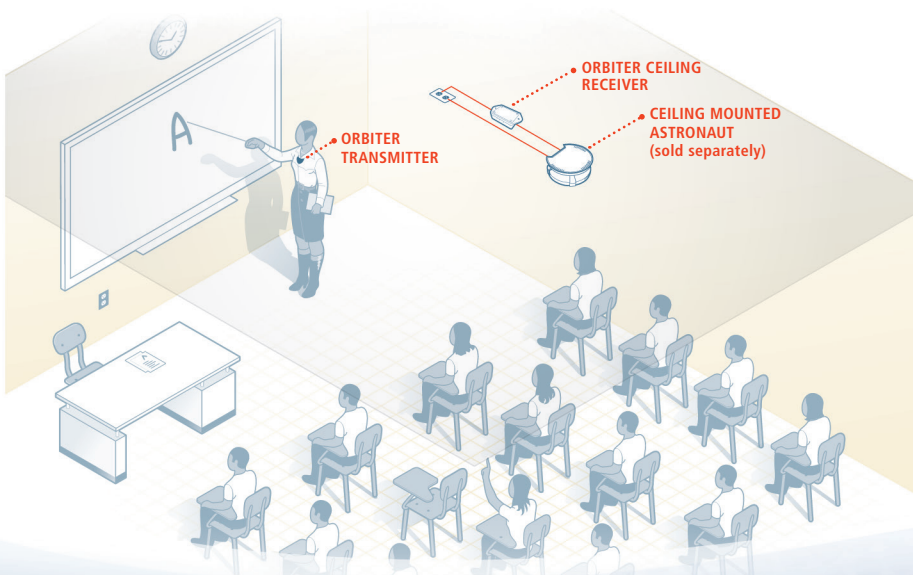 ORBITER CEILING
RECEIVER
CEILING MOUNTED
ASTRONAUT
(sold separately)
ORBITER
TRANSMITTER
A